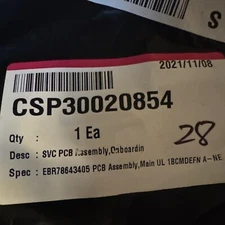 S
2021/11/08
CSP30020854
Qty : 1 Ea
28
Desc : SVC PCB Assembly,Onboardin
Spec : EBR78643405 PCB Assembly,Main UL 1BCMDEFN A-NE